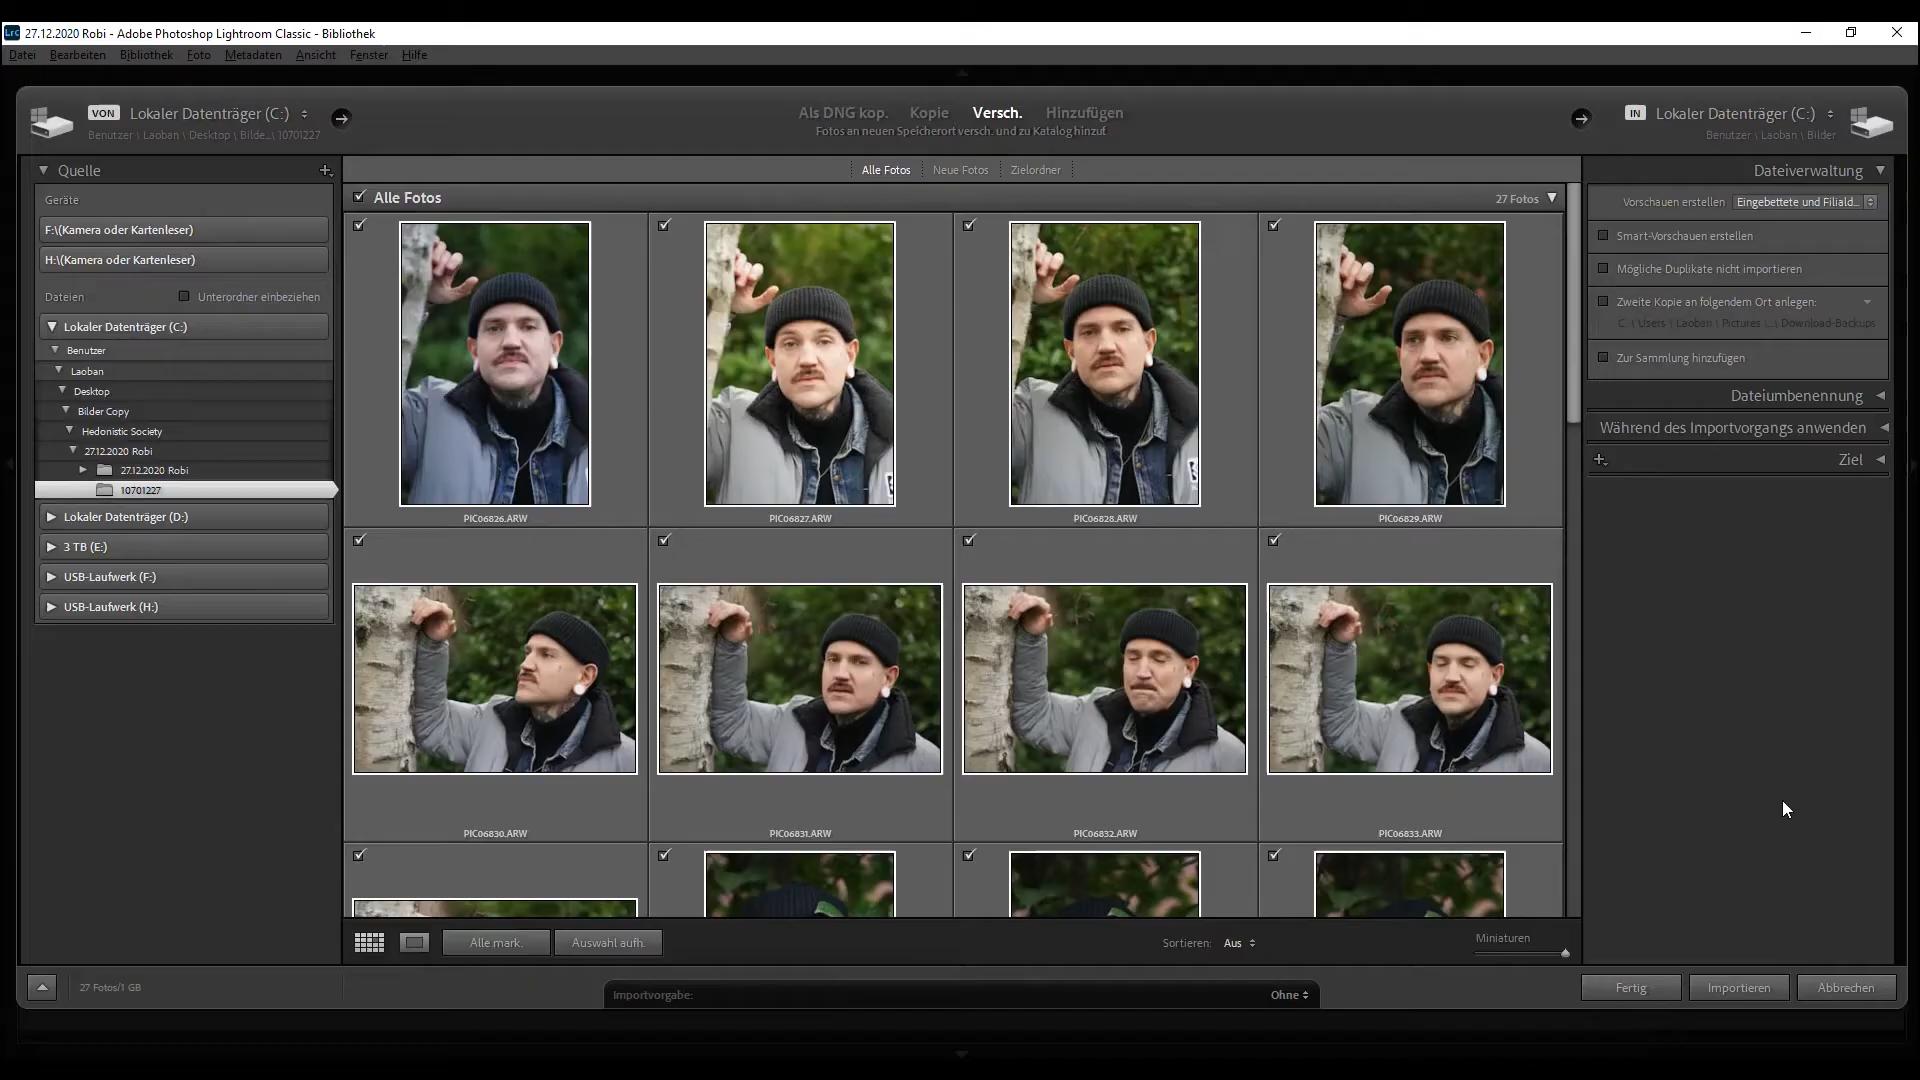 LrC 27.12.2020 Robi - Adobe Photoshop Lightroom Classic - Bibliothek
Datei Bearbeiten Bibliothek Foto Metadaten Ansicht Fenster Hilfe
VON Lokaler Datenträger (C:)
Benutzer \ Laoban \ Desktop \ Bilde...\ 10701227
Als DNG kop. Kopie Versch. Hinzufügen
Fotos an neuen Speicherort versch. und zu Katalog hinzuf.
IN Lokaler Datenträger (C:)
Benutzer \ Laoban \ Bilder
Quelle
Geräte
F:\(Kamera oder Kartenleser)
H:\(Kamera oder Kartenleser)
Dateien Unterordner einbeziehen
Lokaler Datenträger (C:)
Benutzer
Laoban
Desktop
Bilder Copy
Hedonistic Society
27.12.2020 Robi
27.12.2020 Robi
10701227
Lokaler Datenträger (D:)
3 TB (E:)
USB-Laufwerk (F:)
USB-Laufwerk (H:)
Alle Fotos Neue Fotos Zielordner
Alle Fotos 27 Fotos
PIC06826.ARW PIC06827.ARW PIC06828.ARW PIC06829.ARW
PIC06830.ARW PIC06831.ARW PIC06832.ARW PIC06833.ARW
Dateiverwaltung
Vorschauen erstellen Eingebettete und Filiald...
Smart-Vorschauen erstellen
Mögliche Duplikate nicht importieren
Zweite Kopie an folgendem Ort anlegen:
C: \ Users \ Laoban \ Pictures \ ...\ Download-Backups
Zur Sammlung hinzufügen
Dateiumbenennung
Während des Importvorgangs anwenden
Ziel
Alle mark. Auswahl aufh. Sortieren: Aus Miniaturen
27 Fotos/1 GB Importvorgabe: Ohne Fertig Importieren Abbrechen